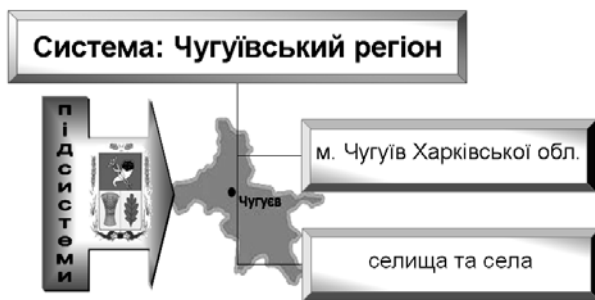 Система: Чугуївський регіон
підсистеми
м. Чугуїв Харківської обл.
Чугуєв
селища та села